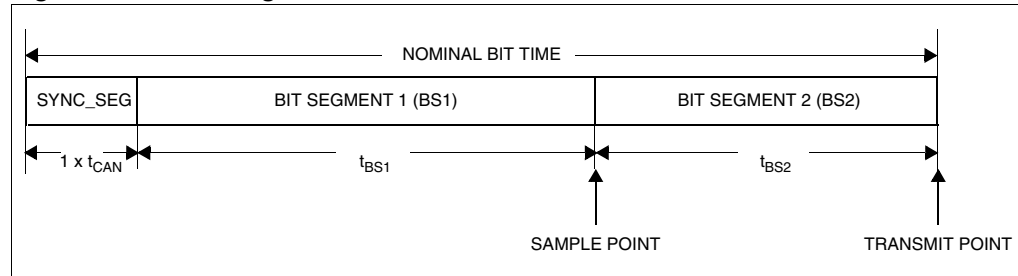 NOMINAL BIT TIME
SYNC_SEG BIT SEGMENT 1 (BS1) BIT SEGMENT 2 (BS2)
1 x tCAN tBS1 tBS2
SAMPLE POINT TRANSMIT POINT